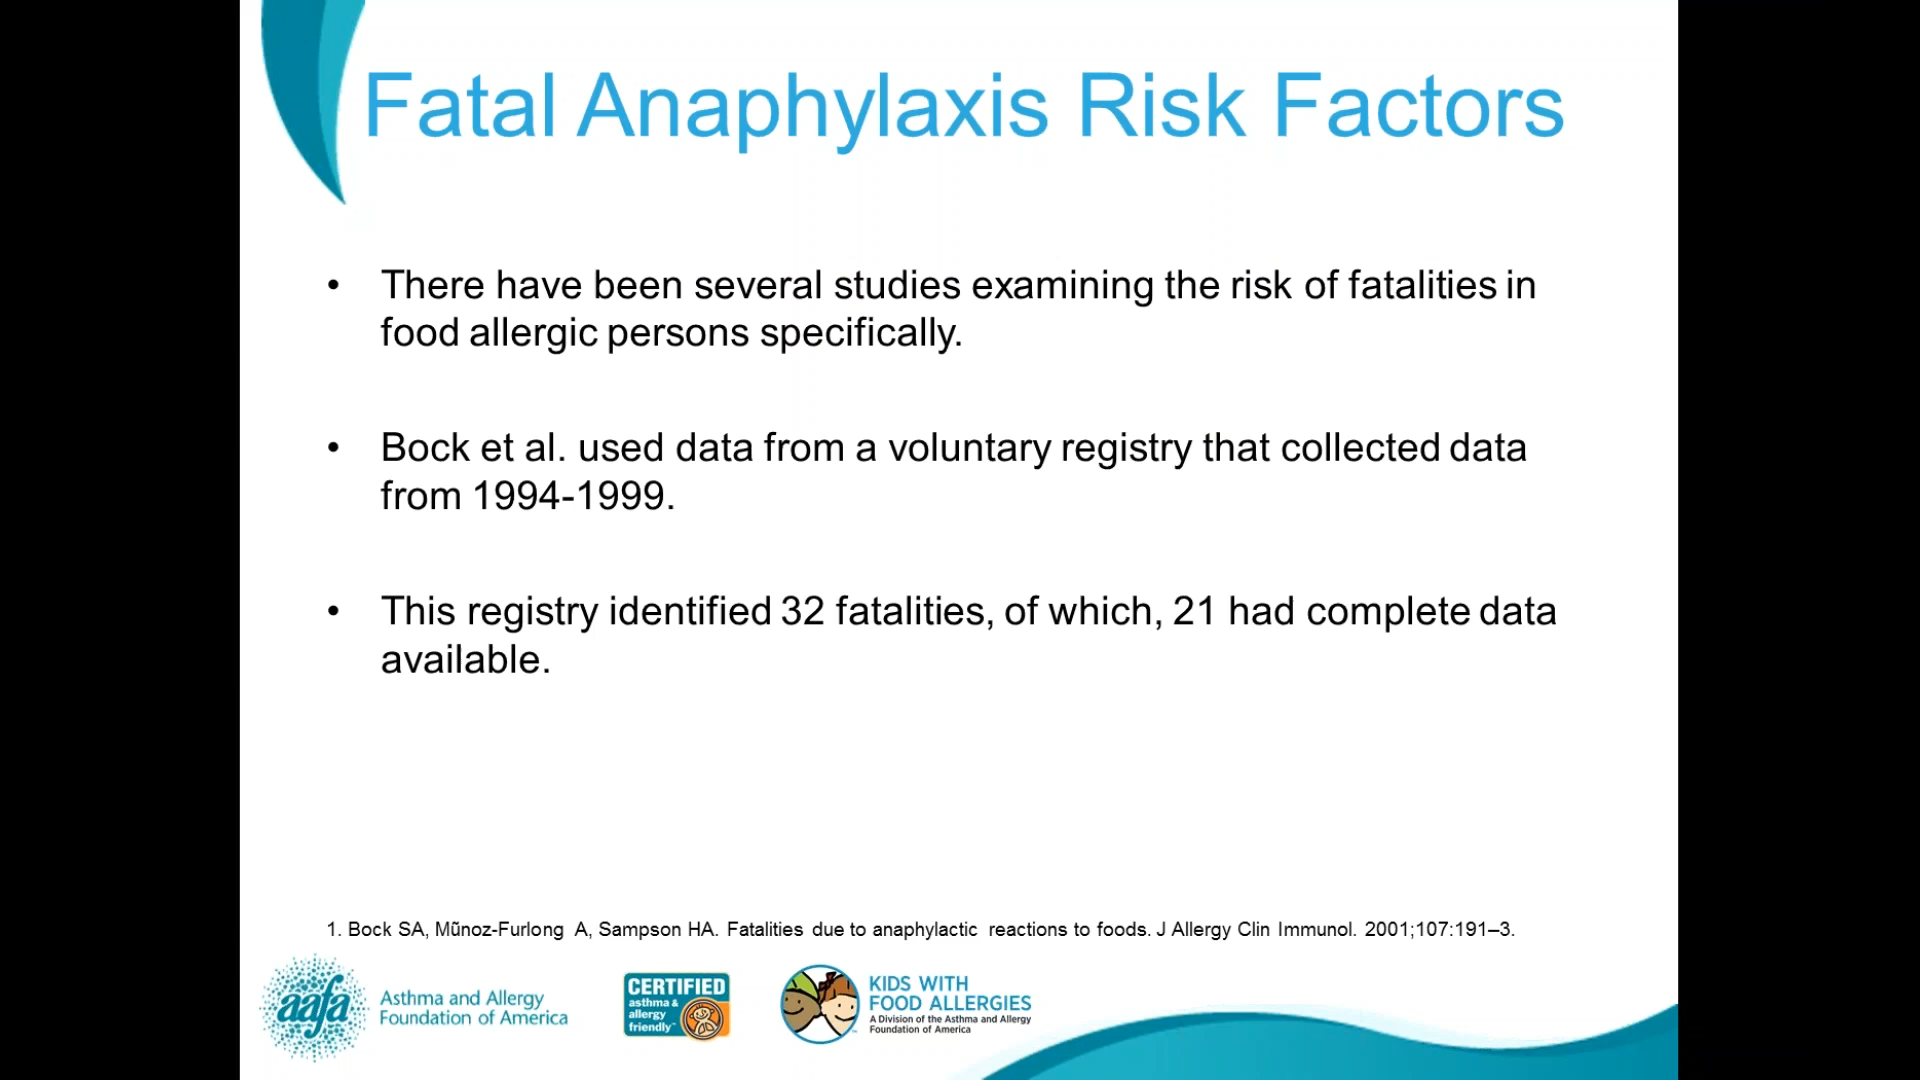 Fatal Anaphylaxis Risk Factors
• There have been several studies examining the risk of fatalities in
food allergic persons specifically.
• Bock et al. used data from a voluntary registry that collected data
from 1994-1999.
• This registry identified 32 fatalities, of which, 21 had complete data
available.
1. Bock SA, Mũnoz-Furlong A, Sampson HA. Fatalities due to anaphylactic reactions to foods. J Allergy Clin Immunol. 2001;107:191–3.
aafa
Asthma and Allergy
Foundation of America
CERTIFIED
asthma &
allergy
friendly™
KIDS WITH
FOOD ALLERGIES
A Division of the Asthma and Allergy
Foundation of America